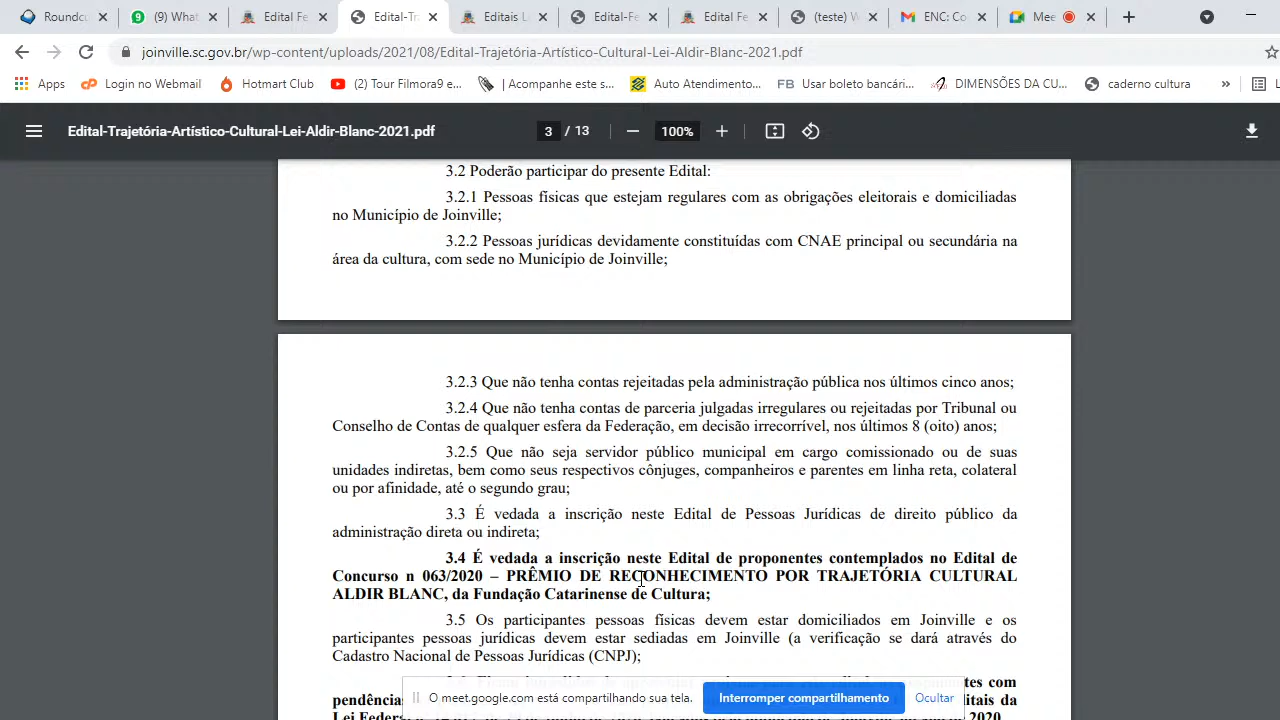 Roundcu
(9) What
Edital Fe
Edital-Tr
Editais L
Edital-Fe
Edital Fe
(teste) W
ENC: Co
Mee
joinville.sc.gov.br/wp-content/uploads/2021/08/Edital-Trajetória-Artístico-Cultural-Lei-Aldir-Blanc-2021.pdf
Apps
Login no Webmail
Hotmart Club
(2) Tour Filmora9 e...
| Acompanhe este s...
Auto Atendimento...
FB Usar boleto bancári...
DIMENSÕES DA CU...
caderno cultura
»
Edital-Trajetória-Artístico-Cultural-Lei-Aldir-Blanc-2021.pdf
3 / 13
100%
3.2 Poderão participar do presente Edital:
3.2.1 Pessoas físicas que estejam regulares com as obrigações eleitorais e domiciliadas
no Município de Joinville;
3.2.2 Pessoas jurídicas devidamente constituídas com CNAE principal ou secundária na
área da cultura, com sede no Município de Joinville;
3.2.3 Que não tenha contas rejeitadas pela administração pública nos últimos cinco anos;
3.2.4 Que não tenha contas de parceria julgadas irregulares ou rejeitadas por Tribunal ou
Conselho de Contas de qualquer esfera da Federação, em decisão irrecorrível, nos últimos 8 (oito) anos;
3.2.5 Que não seja servidor público municipal em cargo comissionado ou de suas
unidades indiretas, bem como seus respectivos cônjuges, companheiros e parentes em linha reta, colateral
ou por afinidade, até o segundo grau;
3.3 É vedada a inscrição neste Edital de Pessoas Jurídicas de direito público da
administração direta ou indireta;
3.4 É vedada a inscrição neste Edital de proponentes contemplados no Edital de
Concurso n 063/2020 – PRÊMIO DE RECONHECIMENTO POR TRAJETÓRIA CULTURAL
ALDIR BLANC, da Fundação Catarinense de Cultura;
3.5 Os participantes pessoas físicas devem estar domiciliados em Joinville e os
participantes pessoas jurídicas devem estar sediadas em Joinville (a verificação se dará através do
Cadastro Nacional de Pessoas Jurídicas (CNPJ);
com
pendências
ditais da
Lei Federa
2020
O meet.google.com está compartilhando sua tela.
Interromper compartilhamento
Ocultar